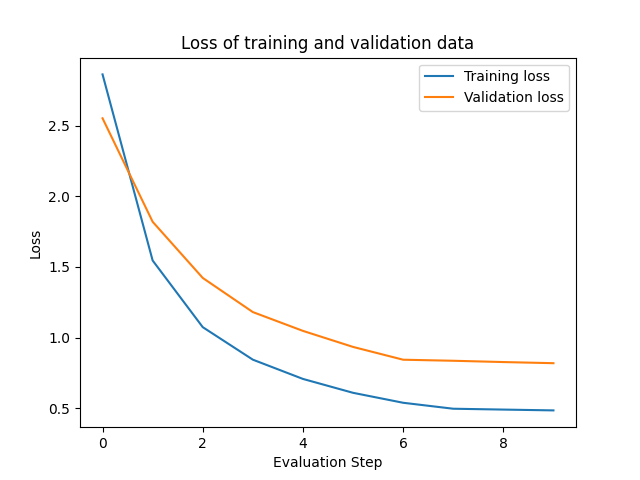 Loss of training and validation data
Training loss
Validation loss
2.5
2.0
1.5
1.0
0.5
Loss
0 2 4 6 8
Evaluation Step